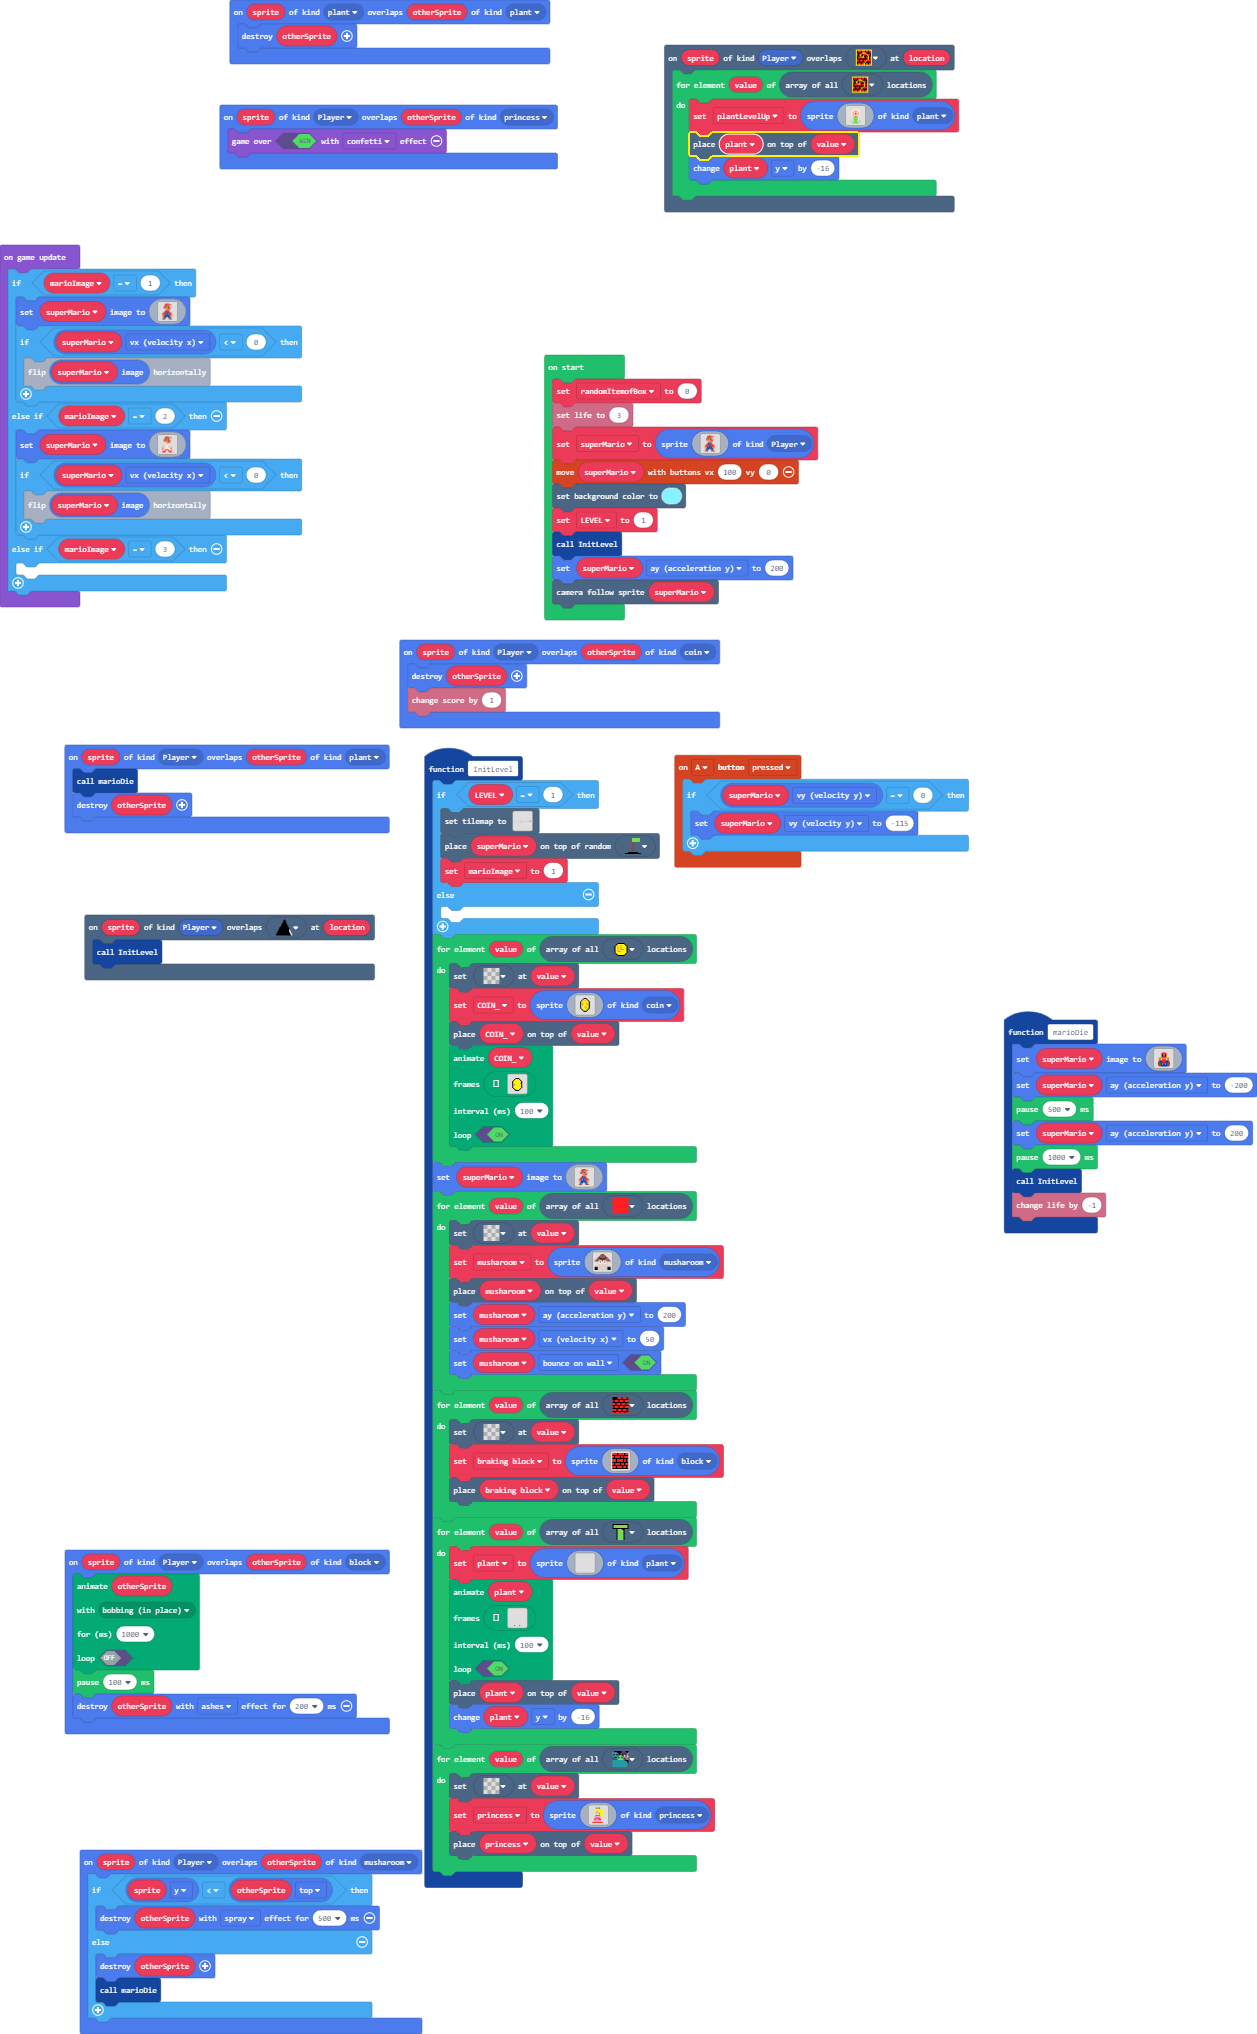 on sprite of kind plant overlaps otherSprite of kind plant
destroy otherSprite
on sprite of kind Player overlaps at location
for element value of array of all locations
do
set plantLevelUp to sprite of kind plant
place plant on top of value
change plant y by -16
on sprite of kind Player overlaps otherSprite of kind princess
game over WIN with confetti effect
on game update
if marioImage = 1 then
set superMario image to
if superMario vx (velocity x) < 0 then
flip superMario image horizontally
else if marioImage = 2 then
set superMario image to
if superMario vx (velocity x) < 0 then
flip superMario image horizontally
else if marioImage = 3 then
on start
set randomItemofBox to 0
set life to 3
set superMario to sprite of kind Player
move superMario with buttons vx 100 vy 0
set background color to
set LEVEL to 1
call InitLevel
set superMario ay (acceleration y) to 200
camera follow sprite superMario
on sprite of kind Player overlaps otherSprite of kind coin
destroy otherSprite
change score by 1
on sprite of kind Player overlaps otherSprite of kind plant
call marioDie
destroy otherSprite
on sprite of kind Player overlaps at location
call InitLevel
function InitLevel
if LEVEL = 1 then
set tilemap to
place superMario on top of random
set marioImage to 1
else
for element value of array of all locations
do
set at value
set COIN_ to sprite of kind coin
place COIN_ on top of value
animate COIN_
frames
interval (ms) 100
loop ON
set superMario image to
for element value of array of all locations
do
set at value
set musharoom to sprite of kind musharoom
place musharoom on top of value
set musharoom ay (acceleration y) to 200
set musharoom vx (velocity x) to 50
set musharoom bounce on wall ON
for element value of array of all locations
do
set at value
set braking block to sprite of kind block
place braking block on top of value
for element value of array of all locations
do
set plant to sprite of kind plant
animate plant
frames
interval (ms) 100
loop ON
place plant on top of value
change plant y by -16
for element value of array of all locations
do
set at value
set princess to sprite of kind princess
place princess on top of value
on A button pressed
if superMario vy (velocity y) = 0 then
set superMario vy (velocity y) to -115
function marioDie
set superMario image to
set superMario ay (acceleration y) to -200
pause 500 ms
set superMario ay (acceleration y) to 200
pause 1000 ms
call InitLevel
change life by -1
on sprite of kind Player overlaps otherSprite of kind block
animate otherSprite
with bobbing (in place)
for (ms) 1000
loop OFF
pause 100 ms
destroy otherSprite with ashes effect for 200 ms
on sprite of kind Player overlaps otherSprite of kind musharoom
if sprite y < otherSprite top then
destroy otherSprite with spray effect for 500 ms
else
destroy otherSprite
call marioDie